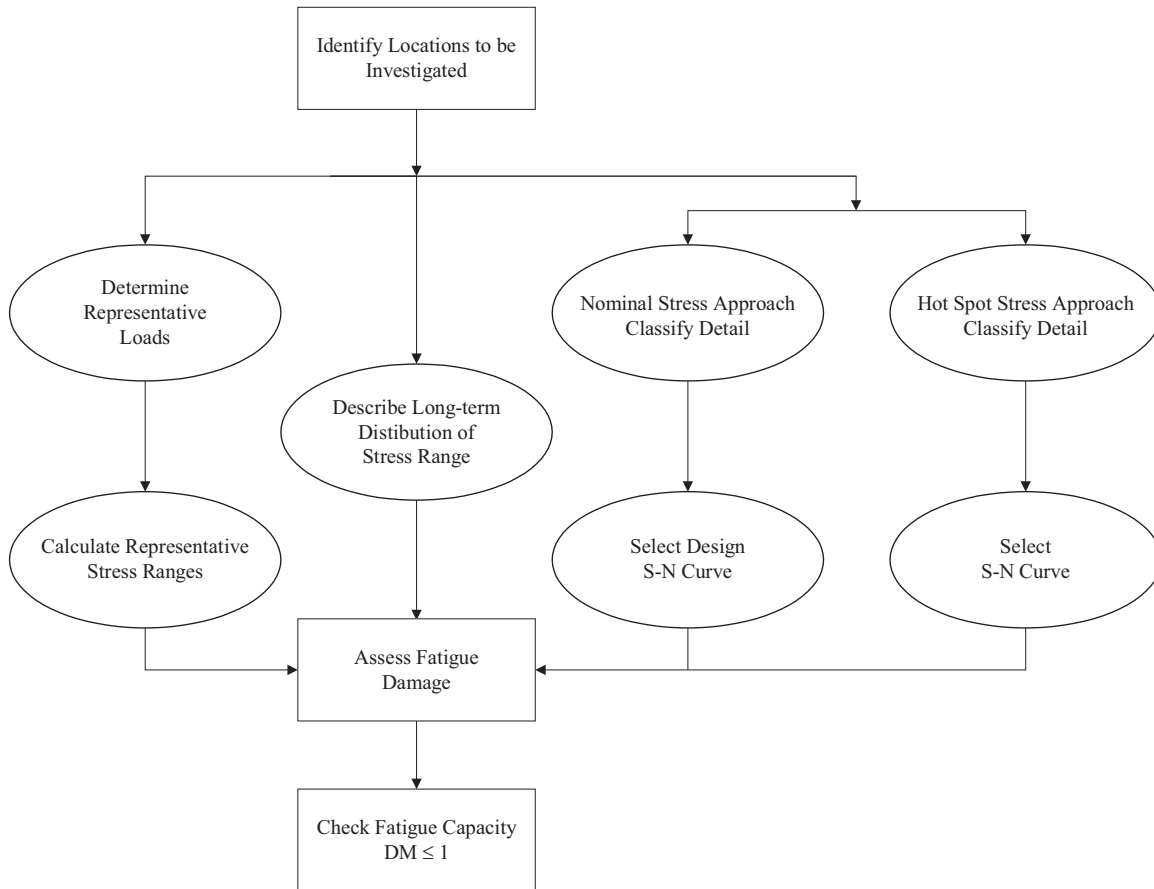 Identify Locations to be
Investigated
Determine
Representative
Loads
Nominal Stress Approach
Classify Detail
Hot Spot Stress Approach
Classify Detail
Describe Long-term
Distibution of
Stress Range
Calculate Representative
Stress Ranges
Select Design
S-N Curve
Select
S-N Curve
Assess Fatigue
Damage
Check Fatigue Capacity
DM ≤ 1